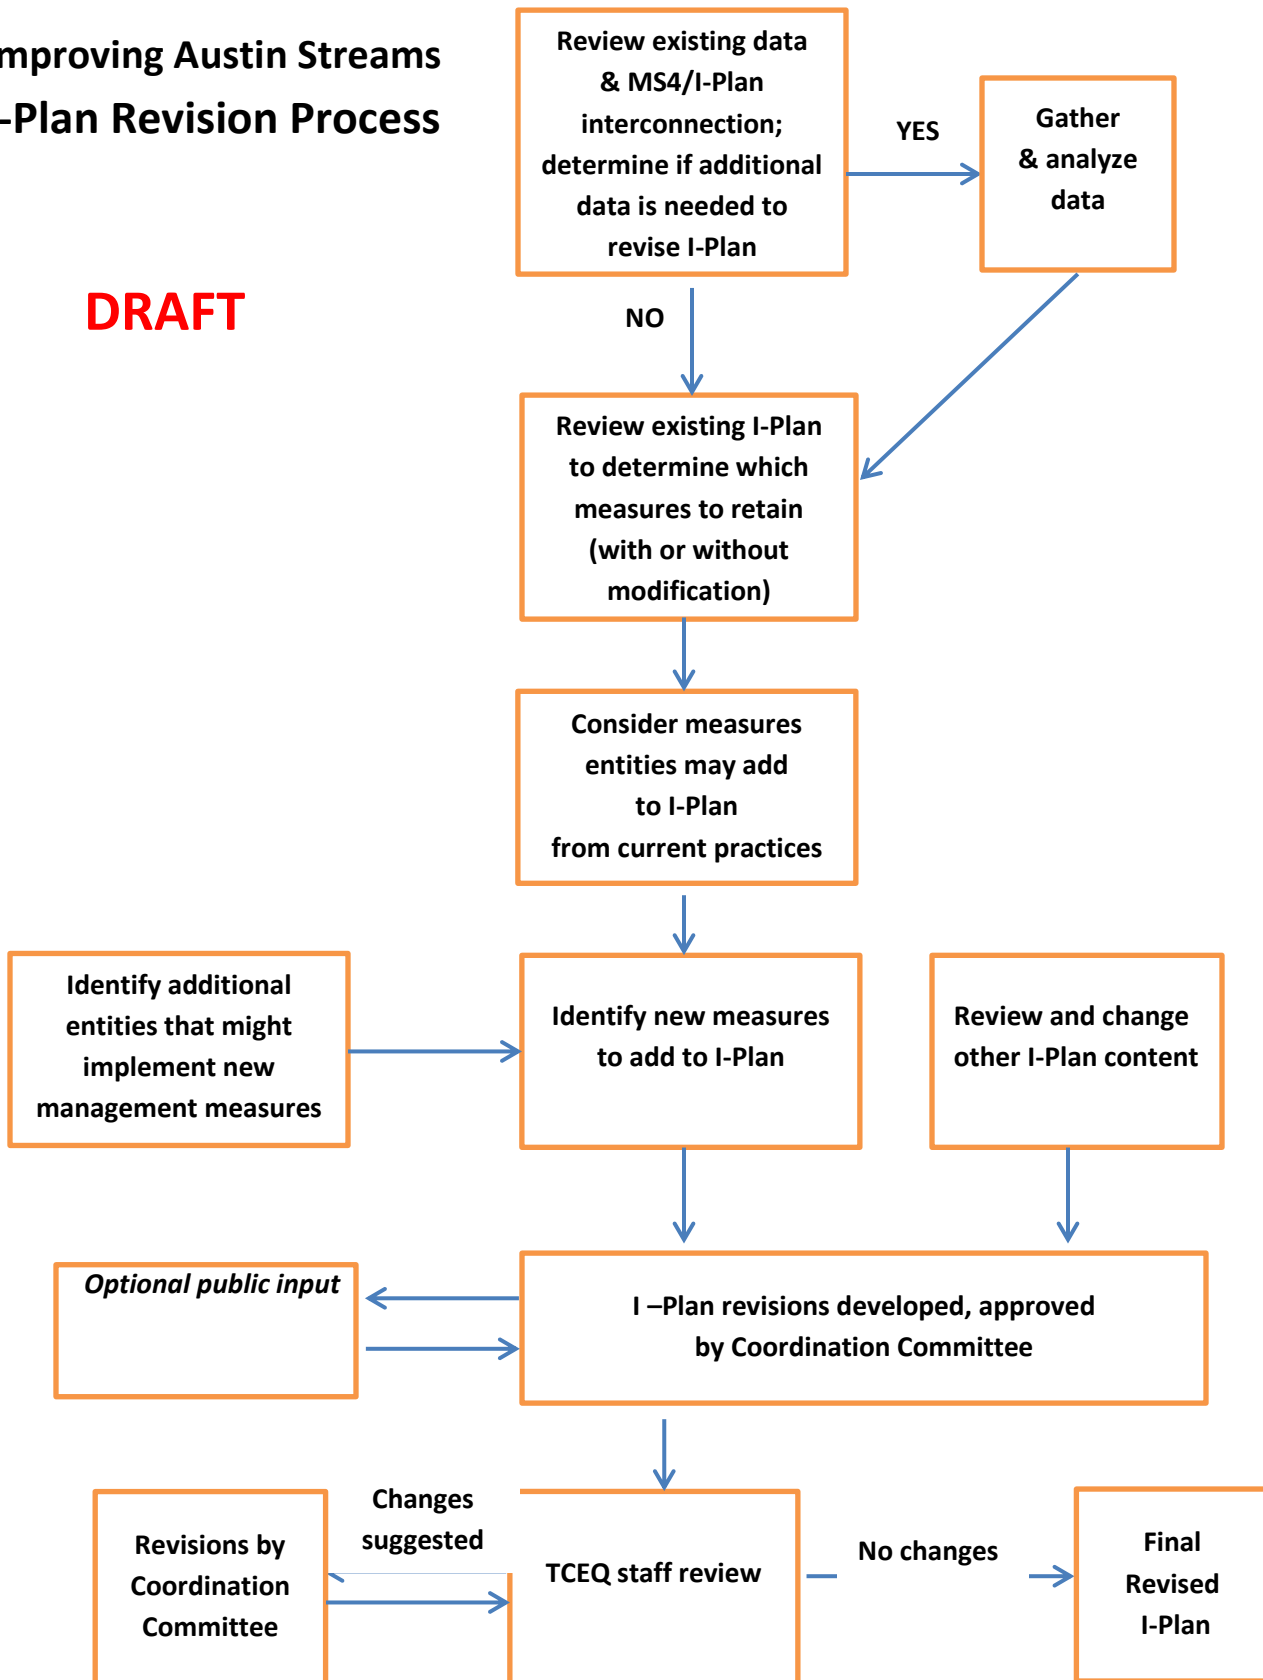 mproving Austin Streams
-Plan Revision Process
DRAFT
Review existing data
& MS4/I-Plan
interconnection;
determine if additional
data is needed to
revise I-Plan
YES
Gather
& analyze
data
NO
Review existing I-Plan
to determine which
measures to retain
(with or without
modification)
Consider measures
entities may add
to I-Plan
from current practices
Identify additional
entities that might
implement new
management measures
Identify new measures
to add to I-Plan
Review and change
other I-Plan content
Optional public input
I –Plan revisions developed, approved
by Coordination Committee
Revisions by
Coordination
Committee
Changes
suggested
TCEQ staff review
No changes
Final
Revised
I-Plan